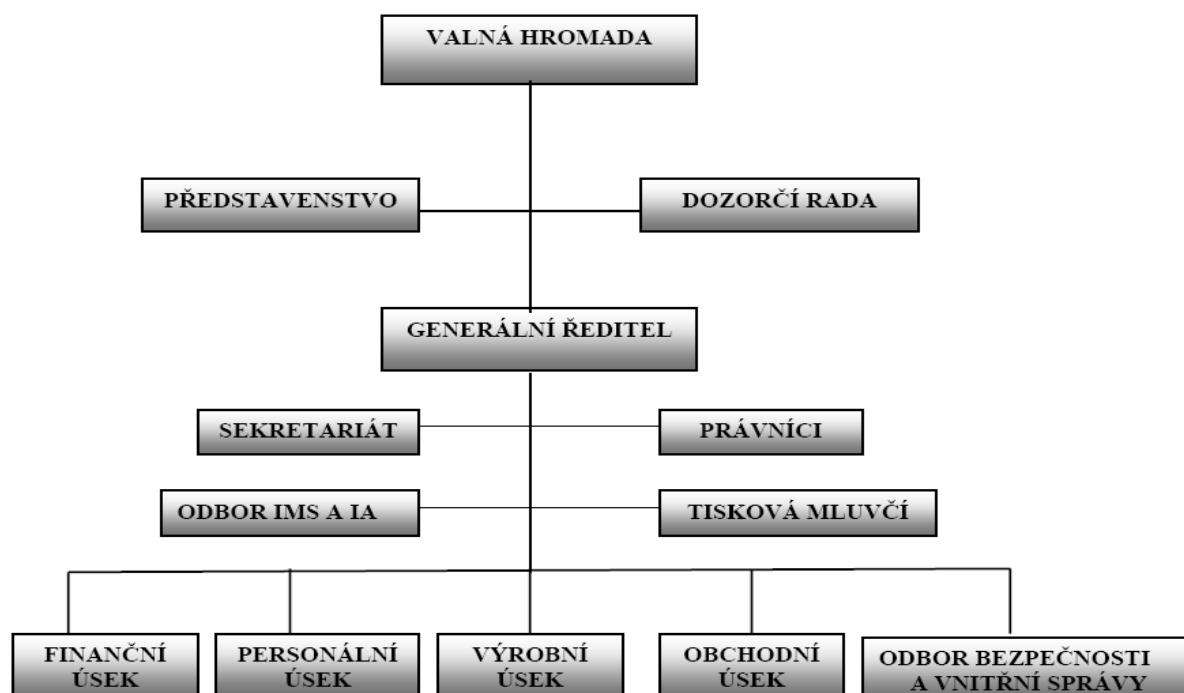 VALNÁ HROMADA
PŘEDSTAVENSTVO
DOZORČÍ RADA
GENERÁLNÍ ŘEDITEL
SEKRETARIÁT
PRÁVNÍCI
ODBOR IMS A IA
TISKOVÁ MLUVČÍ
FINANČNÍ
ÚSEK
PERSONÁLNÍ
ÚSEK
VÝROBNÍ
ÚSEK
OBCHODNÍ
ÚSEK
ODBOR BEZPEČNOSTI
A VNITŘNÍ SPRÁVY